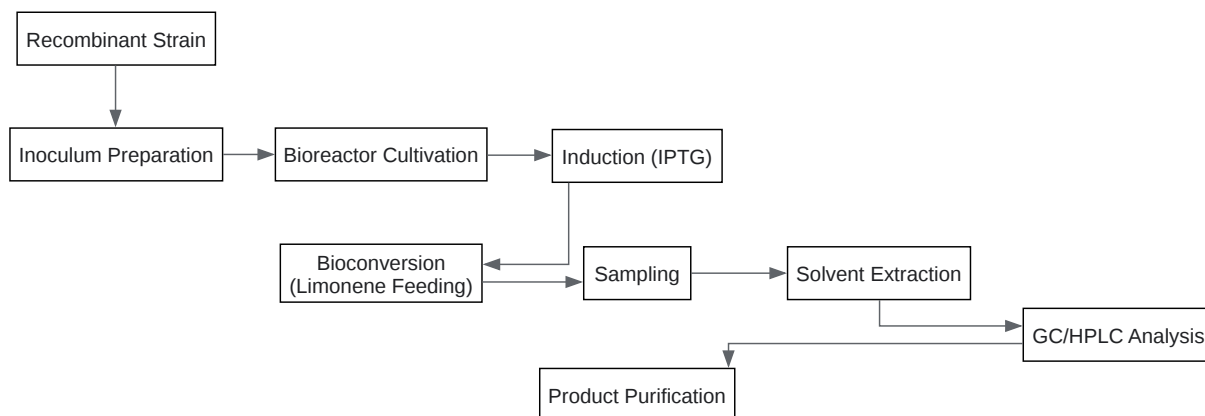 Recombinant Strain
Inoculum Preparation
Bioreactor Cultivation
Induction (IPTG)
Bioconversion
(Limonene Feeding)
Sampling
Solvent Extraction
GC/HPLC Analysis
Product Purification